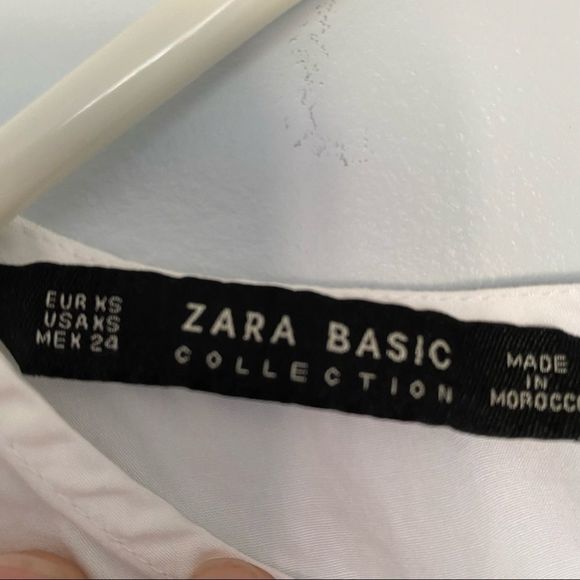 EUR XS
USA XS
MEX 24
ZARA BASIC
COLLECTION
MADE
IN
MOROCCO